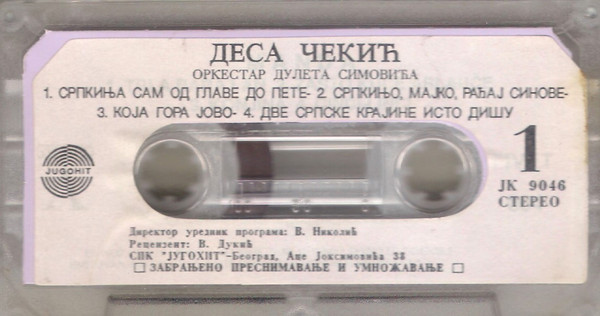 ДЕСА ЧЕКИЋ
ОРКЕСТАР ДУЛЕТА СИМОВИЋА
1. СРПКИЊА САМ ОД ГЛАВЕ ДО ПЕТЕ- 2. СРПКИЊО, МАЈКО, РАЂАЈ СИНОВЕ-
3. КОЈА ГОРА ЈОВО- 4. ДВЕ СРПСКЕ КРАЈИНЕ ИСТО ДИШУ
JUGOHIT
1
ЈК 9046
СТЕРЕО
Директор урезник програма: В. Николић
Рецензент: В. Дукић
СПК "ЈУГОХИТ"-Београд, Аце Јоксимовића 38
□ ЗАБРАЊЕНО ПРЕСНИМАВАЊЕ И УМНОЖАВАЊЕ □